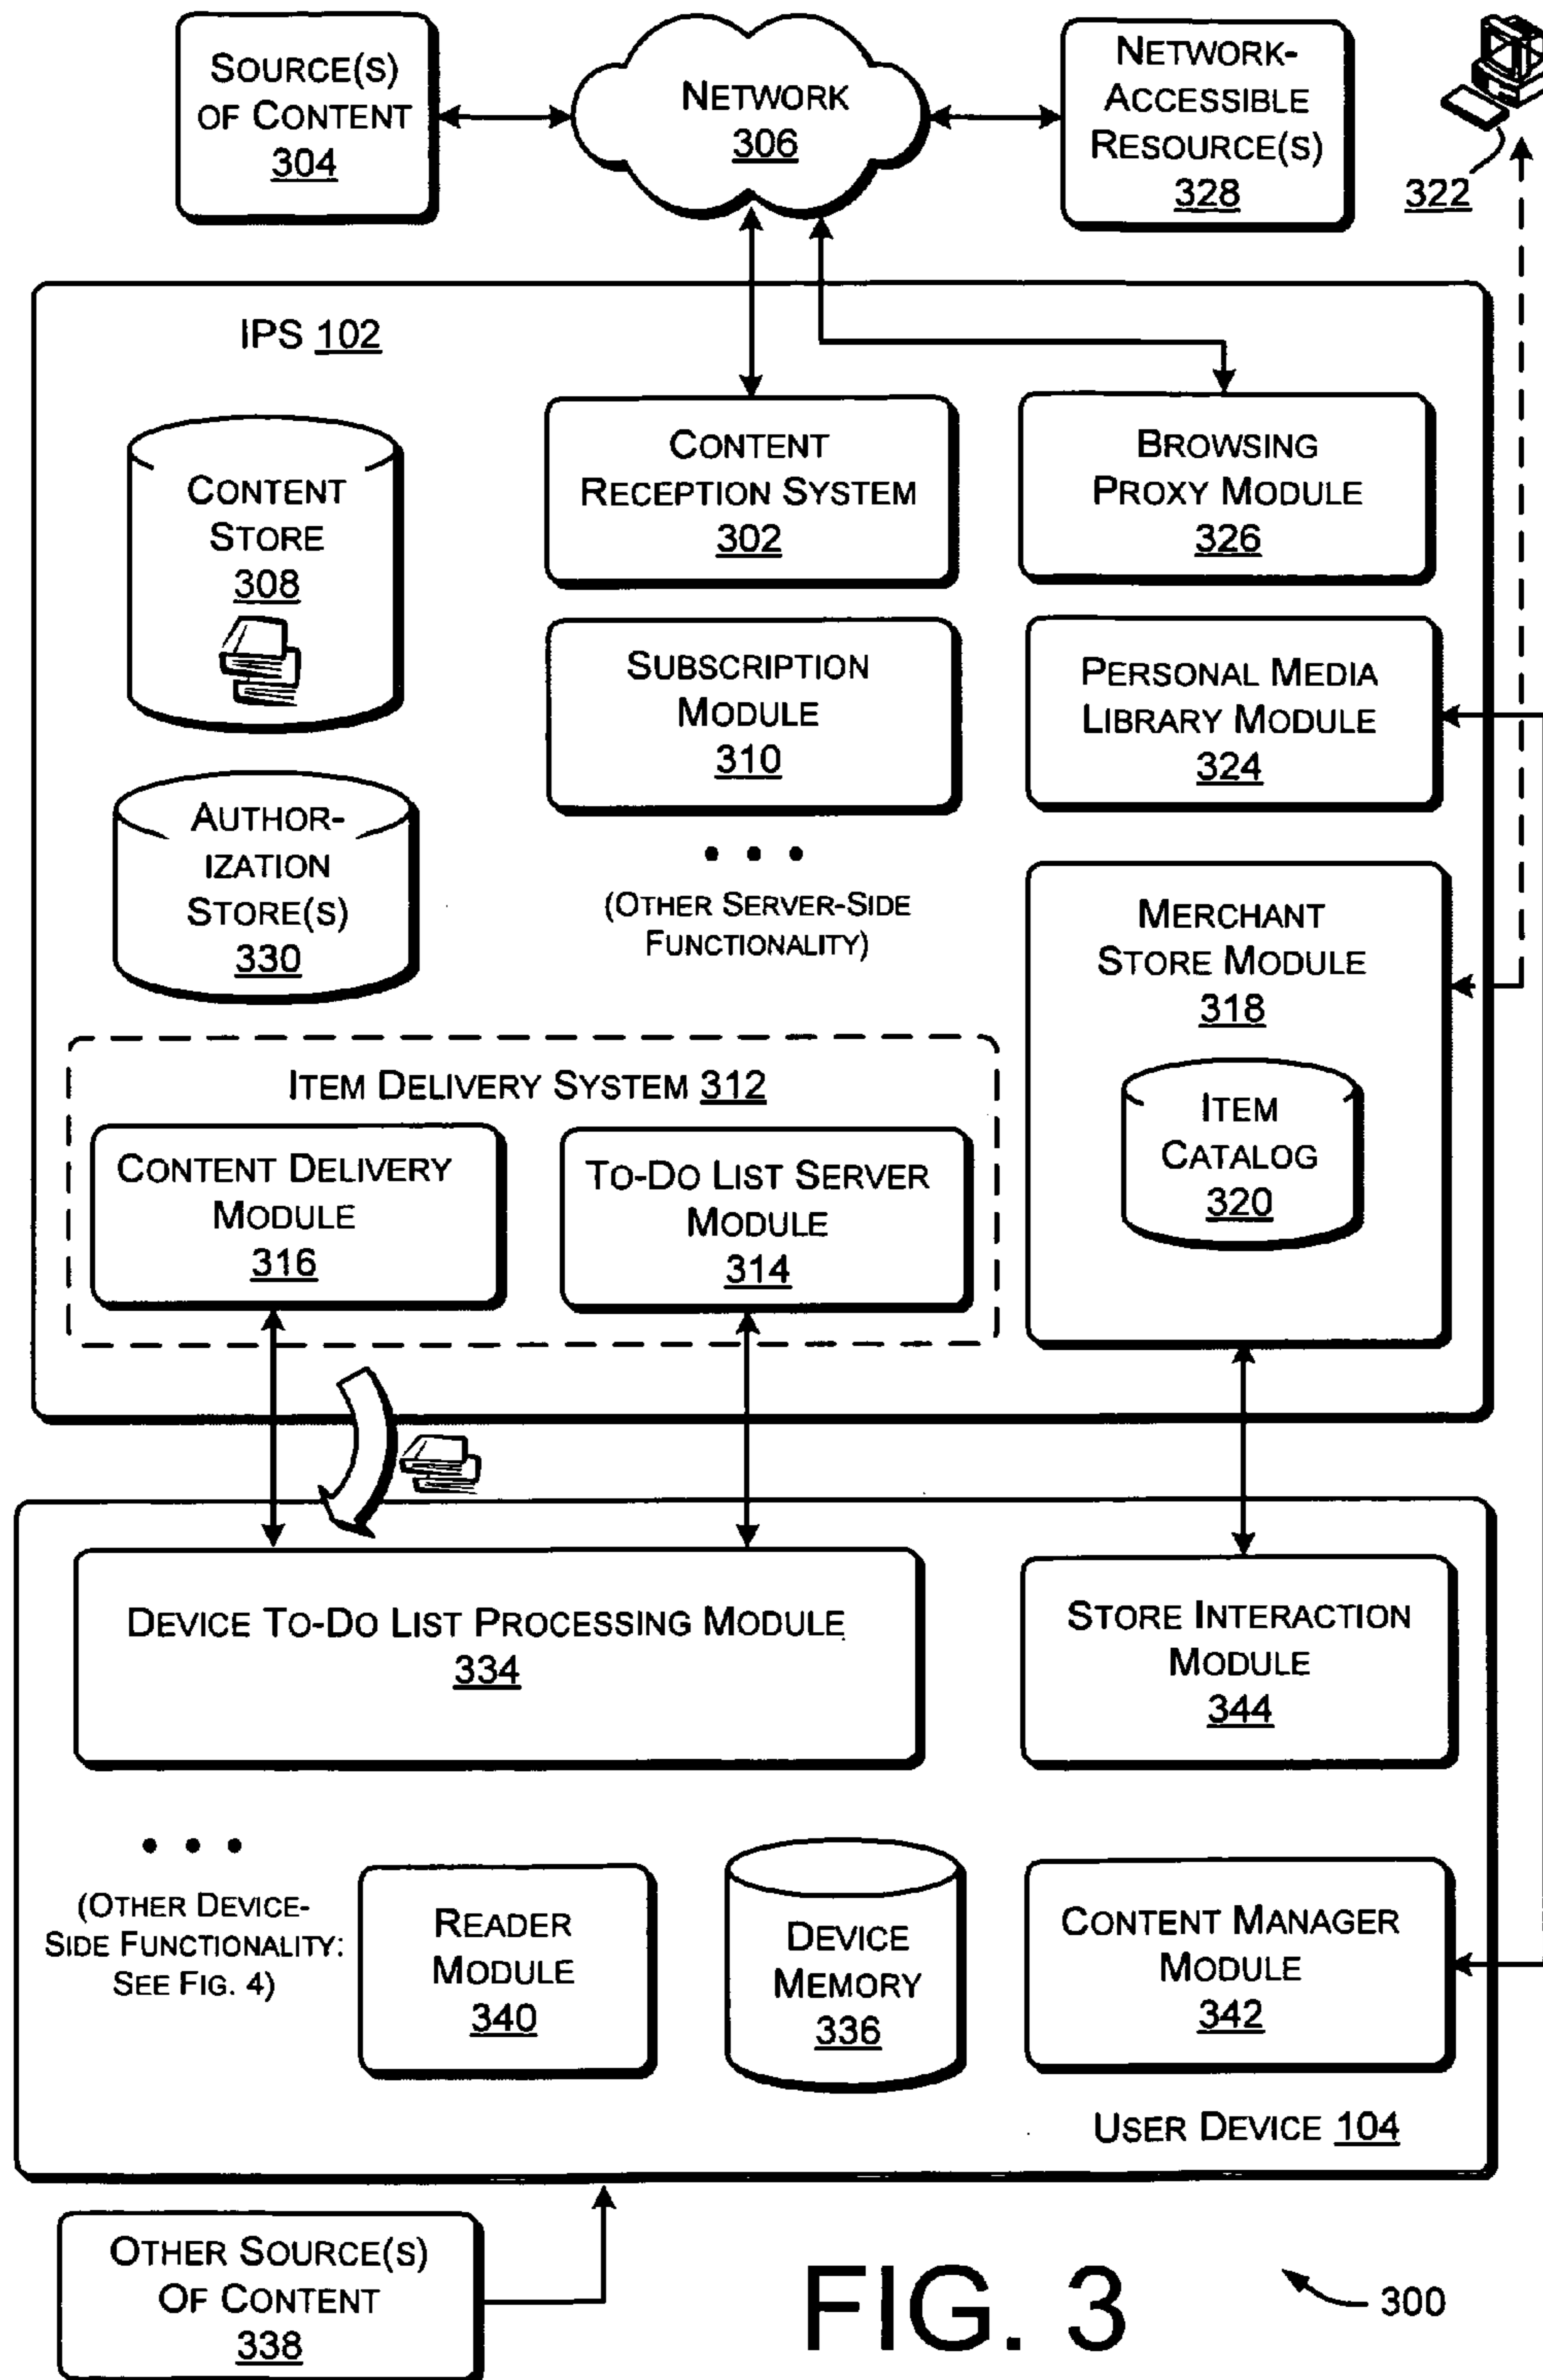 SOURCE(S)
OF CONTENT
304
NETWORK
306
NETWORK-
ACCESSIBLE
RESOURCE(S)
328
322
IPS 102
CONTENT
STORE
308
CONTENT
RECEPTION SYSTEM
302
BROWSING
PROXY MODULE
326
SUBSCRIPTION
MODULE
310
PERSONAL MEDIA
LIBRARY MODULE
324
AUTHOR-
IZATION
STORE(S)
330
• • •
(OTHER SERVER-SIDE
FUNCTIONALITY)
MERCHANT
STORE MODULE
318
ITEM
CATALOG
320
ITEM DELIVERY SYSTEM 312
CONTENT DELIVERY
MODULE
316
TO-DO LIST SERVER
MODULE
314
DEVICE TO-DO LIST PROCESSING MODULE
334
STORE INTERACTION
MODULE
344
• • •
(OTHER DEVICE-
SIDE FUNCTIONALITY:
SEE FIG. 4)
READER
MODULE
340
DEVICE
MEMORY
336
CONTENT MANAGER
MODULE
342
USER DEVICE 104
OTHER SOURCE(S)
OF CONTENT
338
FIG. 3
300